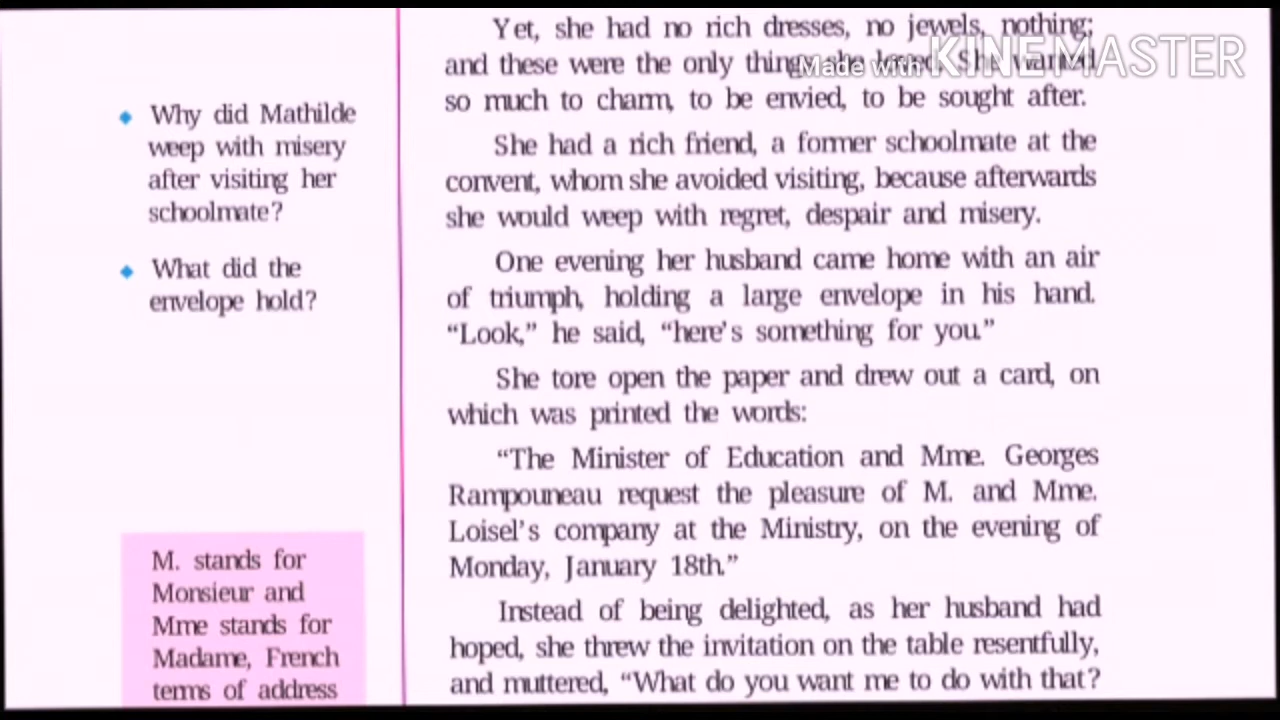 Yet, she had no rich dresses, no jewels, nothing;
and these were the only things she loved. She wanted
so much to charm, to be envied, to be sought after.
She had a rich friend, a former schoolmate at the
convent, whom she avoided visiting, because afterwards
she would weep with regret, despair and misery.
One evening her husband came home with an air
of triumph, holding a large envelope in his hand.
“Look,” he said, “here’s something for you.”
She tore open the paper and drew out a card, on
which was printed the words:
“The Minister of Education and Mme. Georges
Rampouneau request the pleasure of M. and Mme.
Loisel’s company at the Ministry, on the evening of
Monday, January 18th.”
Instead of being delighted, as her husband had
hoped, she threw the invitation on the table resentfully,
and muttered, “What do you want me to do with that?
Why did Mathilde
weep with misery
after visiting her
schoolmate?
What did the
envelope hold?
M. stands for
Monsieur and
Mme stands for
Madame, French
terms of address
Made with KINEMASTER